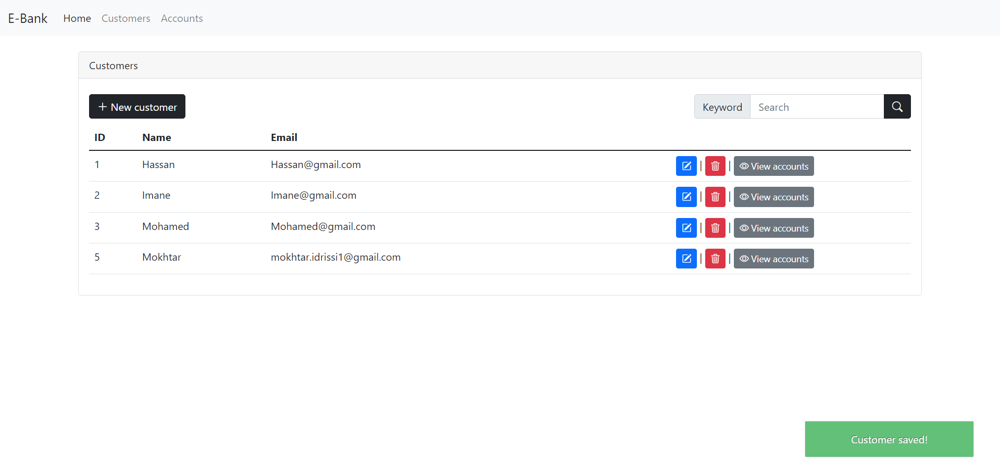 E-Bank Home Customers Accounts
Customers
+ New customer Keyword Search
ID Name Email
1 Hassan Hassan@gmail.com | | View accounts
2 Imane Imane@gmail.com | | View accounts
3 Mohamed Mohamed@gmail.com | | View accounts
5 Mokhtar mokhtar.idrissi1@gmail.com | | View accounts
Customer saved!